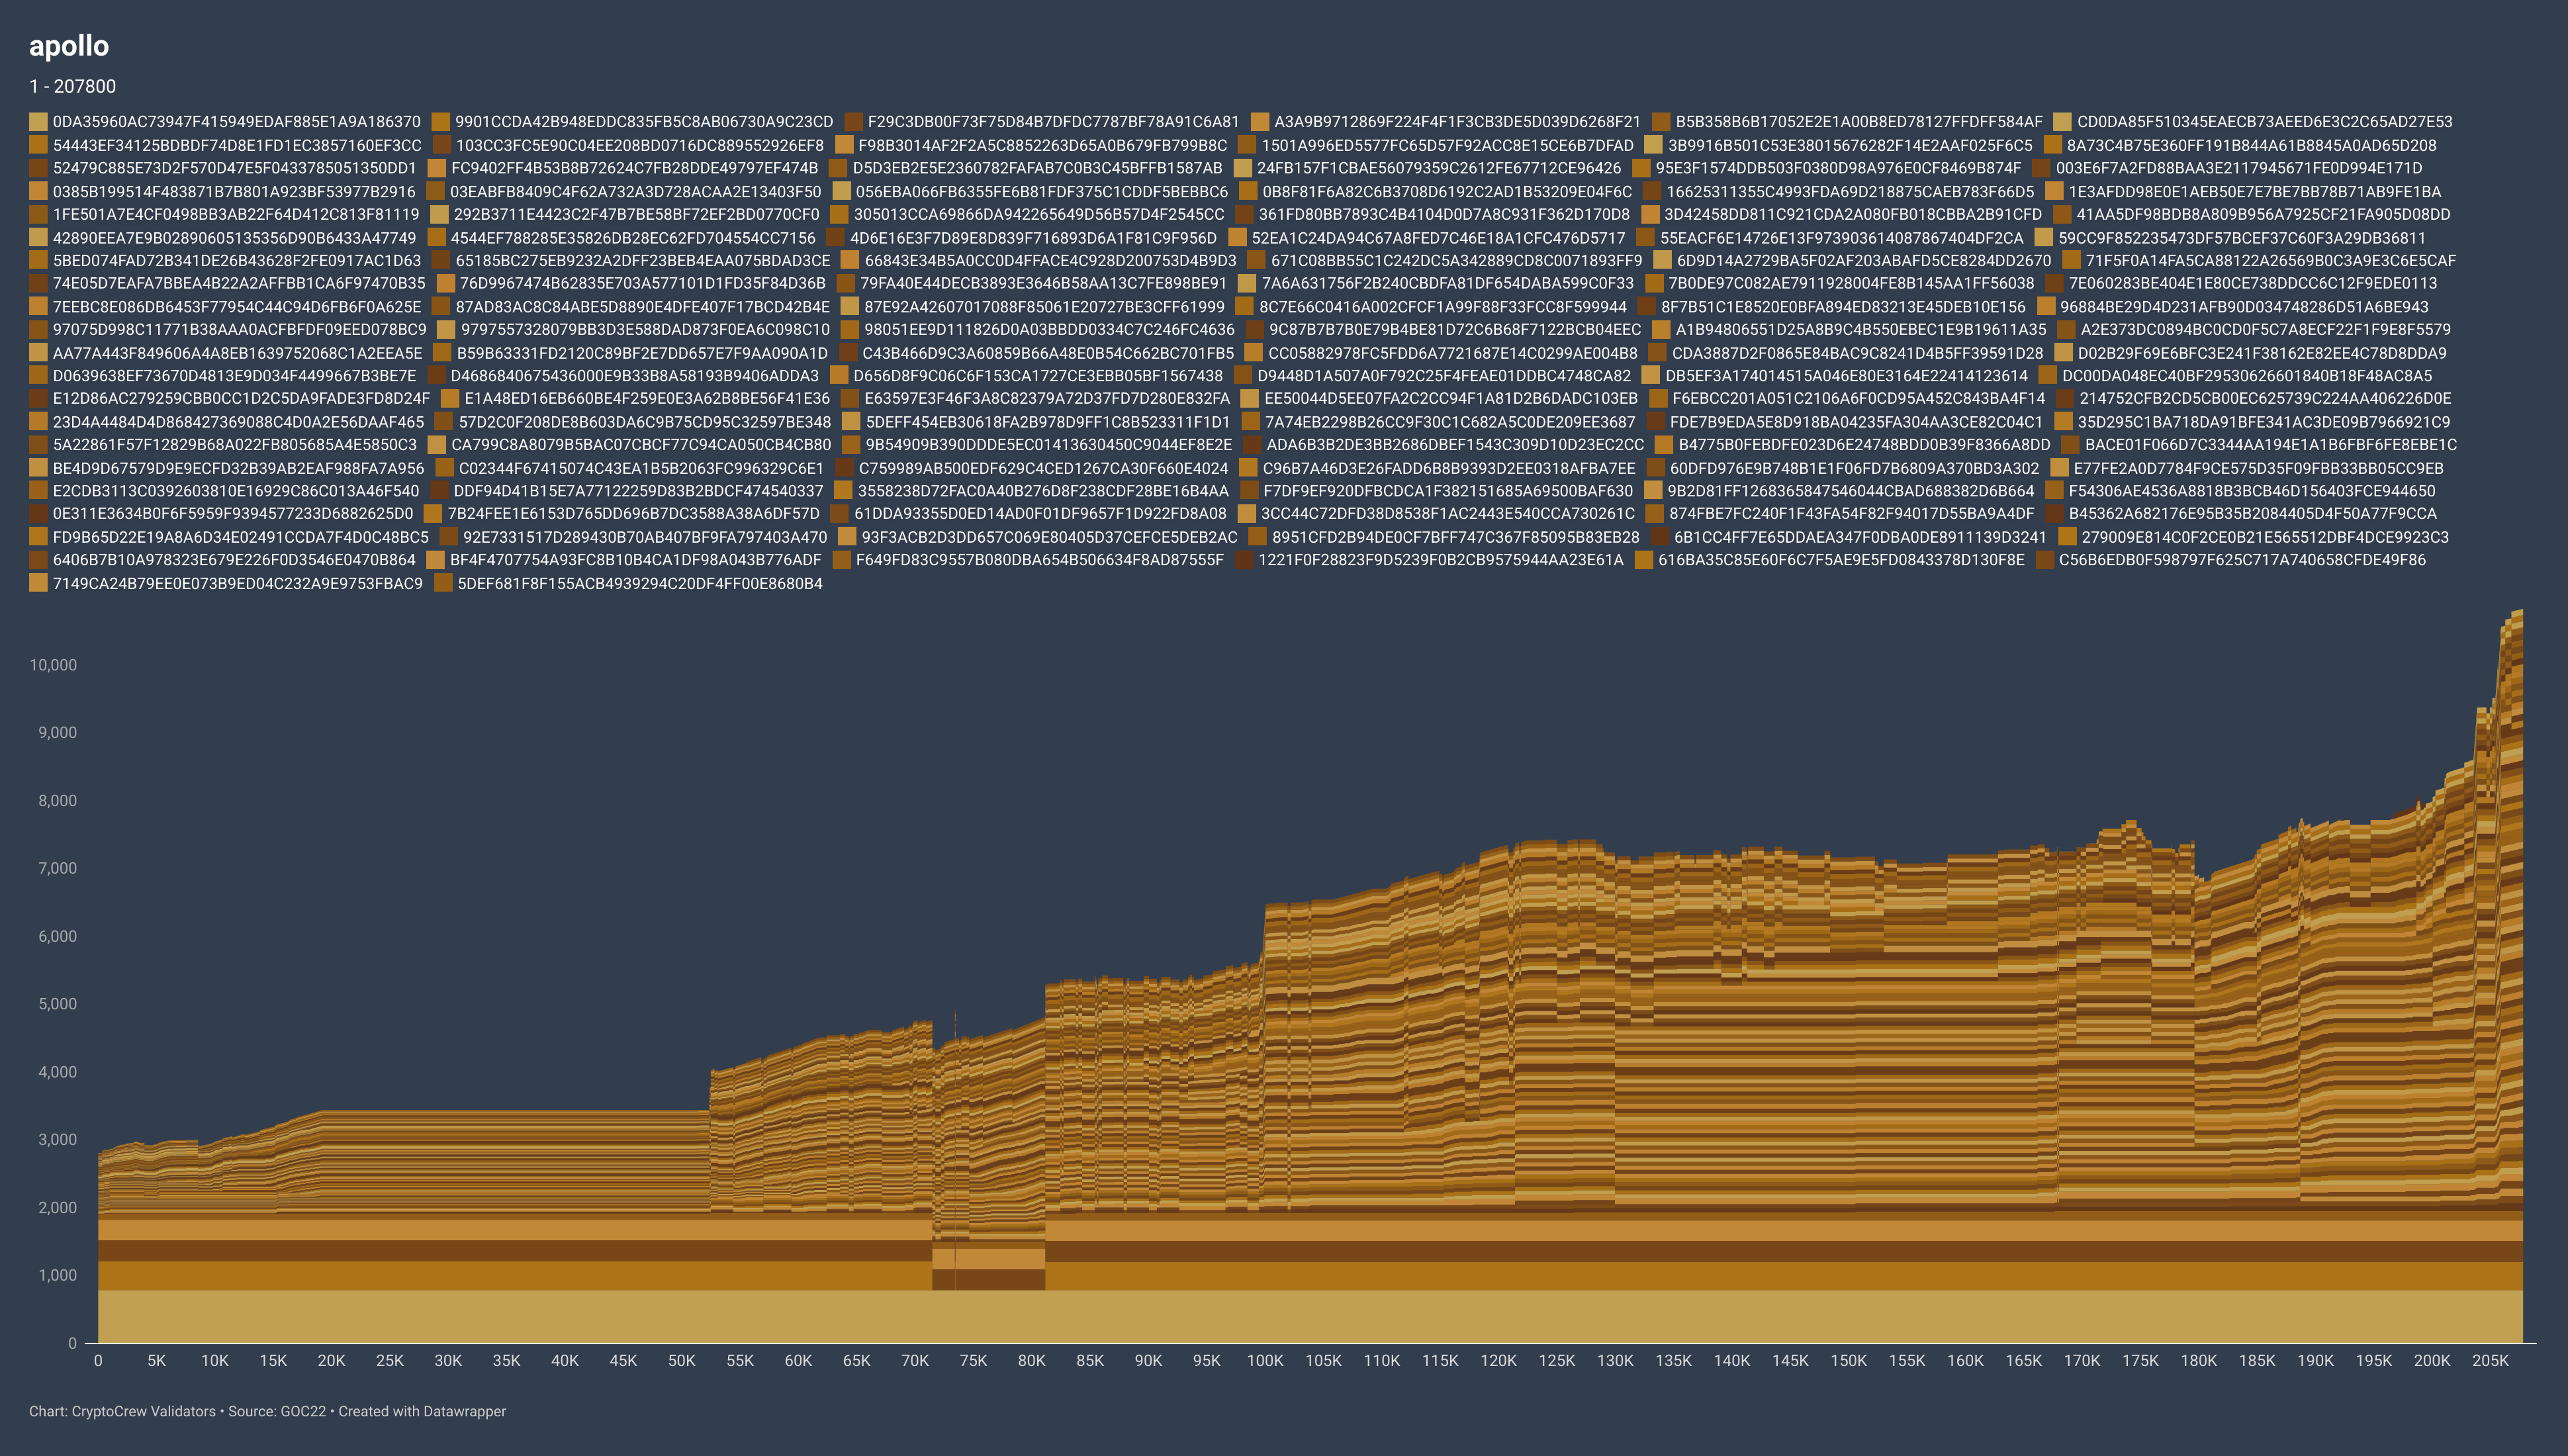 apollo
1 - 207800
0DA35960AC73947F415949EDAF885E1A9A186370 9901CCDA42B948EDDC835FB5C8AB06730A9C23CD F29C3DB00F73F75D84B7DFDC7787BF78A91C6A81 A3A9B9712869F224F4F1F3CB3DE5D039D6268F21 B5B358B6B17052E2E1A00B8ED78127FFDFF584AF CD0DA85F510345EAECB73AEED6E3C2C65AD27E53
54443EF34125BDBDF74D8E1FD1EC3857160EF3CC 103CC3FC5E90C04EE208BD0716DC889552926EF8 F98B3014AF2F2A5C8852263D65A0B679FB799B8C 1501A996ED5577FC65D57F92ACC8E15CE6B7DFAD 3B9916B501C53E38015676282F14E2AAF025F6C5 8A73C4B75E360FF191B844A61B8845A0AD65D208
52479C885E73D2F570D47E5F0433785051350DD1 FC9402FF4B53B8B72624C7FB28DDE49797EF474B D5D3EB2E5E2360782FAFAB7C0B3C45BFFB1587AB 24FB157F1CBAE56079359C2612FE67712CE96426 95E3F1574DDB503F0380D98A976E0CF8469B874F 003E6F7A2FD88BAA3E2117945671FE0D994E171D
0385B199514F483871B7B801A923BF53977B2916 03EABFB8409C4F62A732A3D728ACAA2E13403F50 056EBA066FB6355FE6B81FDF375C1CDDF5BEBBC6 0B8F81F6A82C6B3708D6192C2AD1B53209E04F6C 16625311355C4993FDA69D218875CAEB783F66D5 1E3AFDD98E0E1AEB50E7E7BE7BB78B71AB9FE1BA
1FE501A7E4CF0498BB3AB22F64D412C813F81119 292B3711E4423C2F47B7BE58BF72EF2BD0770CF0 305013CCA69866DA942265649D56B57D4F2545CC 361FD80BB7893C4B4104D0D7A8C931F362D170D8 3D42458DD811C921CDA2A080FB018CBBA2B91CFD 41AA5DF98BDB8A809B956A7925CF21FA905D08DD
42890EEA7E9B02890605135356D90B6433A47749 4544EF788285E35826DB28EC62FD704554CC7156 4D6E16E3F7D89E8D839F716893D6A1F81C9F956D 52EA1C24DA94C67A8FED7C46E18A1CFC476D5717 55EACF6E14726E13F973903614087867404DF2CA 59CC9F852235473DF57BCEF37C60F3A29DB36811
5BED074FAD72B341DE26B43628F2FE0917AC1D63 65185BC275EB9232A2DFF23BEB4EAA075BDAD3CE 66843E34B5A0CC0D4FFACE4C928D200753D4B9D3 671C08BB55C1C242DC5A342889CD8C0071893FF9 6D9D14A2729BA5F02AF203ABAFD5CE8284DD2670 71F5F0A14FA5CA88122A26569B0C3A9E3C6E5CAF
74E05D7EAFA7BBEA4B22A2AFFBB1CA6F97470B35 76D9967474B62835E703A577101D1FD35F84D36B 79FA40E44DECB3893E3646B58AA13C7FE898BE91 7A6A631756F2B240CBDFA81DF654DABA599C0F33 7B0DE97C082AE7911928004FE8B145AA1FF56038 7E060283BE404E1E80CE738DDCC6C12F9EDE0113
7EEBC8E086DB6453F77954C44C94D6FB6F0A625E 87AD83AC8C84ABE5D8890E4DFE407F17BCD42B4E 87E92A42607017088F85061E20727BE3CFF61999 8C7E66C0416A002CFCF1A99F88F33FCC8F599944 8F7B51C1E8520E0BFA894ED83213E45DEB10E156 96884BE29D4D231AFB90D034748286D51A6BE943
97075D998C11771B38AAA0ACFBFDF09EED078BC9 9797557328079BB3D3E588DAD873F0EA6C098C10 98051EE9D111826D0A03BBDD0334C7C246FC4636 9C87B7B7B0E79B4BE81D72C6B68F7122BCB04EEC A1B94806551D25A8B9C4B550EBEC1E9B19611A35 A2E373DC0894BC0CD0F5C7A8ECF22F1F9E8F5579
AA77A443F849606A4A8EB1639752068C1A2EEA5E B59B63331FD2120C89BF2E7DD657E7F9AA090A1D C43B466D9C3A60859B66A48E0B54C662BC701FB5 CC05882978FC5FDD6A7721687E14C0299AE004B8 CDA3887D2F0865E84BAC9C8241D4B5FF39591D28 D02B29F69E6BFC3E241F38162E82EE4C78D8DDA9
D0639638EF73670D4813E9D034F4499667B3BE7E D4686840675436000E9B33B8A58193B9406ADDA3 D656D8F9C06C6F153CA1727CE3EBB05BF1567438 D9448D1A507A0F792C25F4FEAE01DDBC4748CA82 DB5EF3A174014515A046E80E3164E22414123614 DC00DA048EC40BF29530626601840B18F48AC8A5
E12D86AC279259CBB0CC1D2C5DA9FADE3FD8D24F E1A48ED16EB660BE4F259E0E3A62B8BE56F41E36 E63597E3F46F3A8C82379A72D37FD7D280E832FA EE50044D5EE07FA2C2CC94F1A81D2B6DADC103EB F6EBCC201A051C2106A6F0CD95A452C843BA4F14 214752CFB2CD5CB00EC625739C224AA406226D0E
23D4A4484D4D868427369088C4D0A2E56DAAF465 57D2C0F208DE8B603DA6C9B75CD95C32597BE348 5DEFF454EB30618FA2B978D9FF1C8B523311F1D1 7A74EB2298B26CC9F30C1C682A5C0DE209EE3687 FDE7B9EDA5E8D918BA04235FA304AA3CE82C04C1 35D295C1BA718DA91BFE341AC3DE09B7966921C9
5A22861F57F12829B68A022FB805685A4E5850C3 CA799C8A8079B5BAC07CBCF77C94CA050CB4CB80 9B54909B390DDDE5EC01413630450C9044EF8E2E ADA6B3B2DE3BB2686DBEF1543C309D10D23EC2CC B4775B0FEBDFE023D6E24748BDD0B39F8366A8DD BACE01F066D7C3344AA194E1A1B6FBF6FE8EBE1C
BE4D9D67579D9E9ECFD32B39AB2EAF988FA7A956 C02344F67415074C43EA1B5B2063FC996329C6E1 C759989AB500EDF629C4CED1267CA30F660E4024 C96B7A46D3E26FADD6B8B9393D2EE0318AFBA7EE 60DFD976E9B748B1E1F06FD7B6809A370BD3A302 E77FE2A0D7784F9CE575D35F09FBB33BB05CC9EB
E2CDB3113C0392603810E16929C86C013A46F540 DDF94D41B15E7A77122259D83B2BDCF474540337 3558238D72FAC0A40B276D8F238CDF28BE16B4AA F7DF9EF920DFBCDCA1F382151685A69500BAF630 9B2D81FF1268365847546044CBAD688382D6B664 F54306AE4536A8818B3BCB46D156403FCE944650
0E311E3634B0F6F5959F9394577233D6882625D0 7B24FEE1E6153D765DD696B7DC3588A38A6DF57D 61DDA93355D0ED14AD0F01DF9657F1D922FD8A08 3CC44C72DFD38D8538F1AC2443E540CCA730261C 874FBE7FC240F1F43FA54F82F94017D55BA9A4DF B45362A682176E95B35B2084405D4F50A77F9CCA
FD9B65D22E19A8A6D34E02491CCDA7F4D0C48BC5 92E7331517D289430B70AB407BF9FA797403A470 93F3ACB2D3DD657C069E80405D37CEFCE5DEB2AC 8951CFD2B94DE0CF7BFF747C367F85095B83EB28 6B1CC4FF7E65DDAEA347F0DBA0DE8911139D3241 279009E814C0F2CE0B21E565512DBF4DCE9923C3
6406B7B10A978323E679E226F0D3546E0470B864 BF4F4707754A93FC8B10B4CA1DF98A043B776ADF F649FD83C9557B080DBA654B506634F8AD87555F 1221F0F28823F9D5239F0B2CB9575944AA23E61A 616BA35C85E60F6C7F5AE9E5FD0843378D130F8E C56B6EDB0F598797F625C717A740658CFDE49F86
7149CA24B79EE0E073B9ED04C232A9E9753FBAC9 5DEF681F8F155ACB4939294C20DF4FF00E8680B4
10,000
9,000
8,000
7,000
6,000
5,000
4,000
3,000
2,000
1,000
0
0 5K 10K 15K 20K 25K 30K 35K 40K 45K 50K 55K 60K 65K 70K 75K 80K 85K 90K 95K 100K 105K 110K 115K 120K 125K 130K 135K 140K 145K 150K 155K 160K 165K 170K 175K 180K 185K 190K 195K 200K 205K
Chart: CryptoCrew Validators • Source: GOC22 • Created with Datawrapper